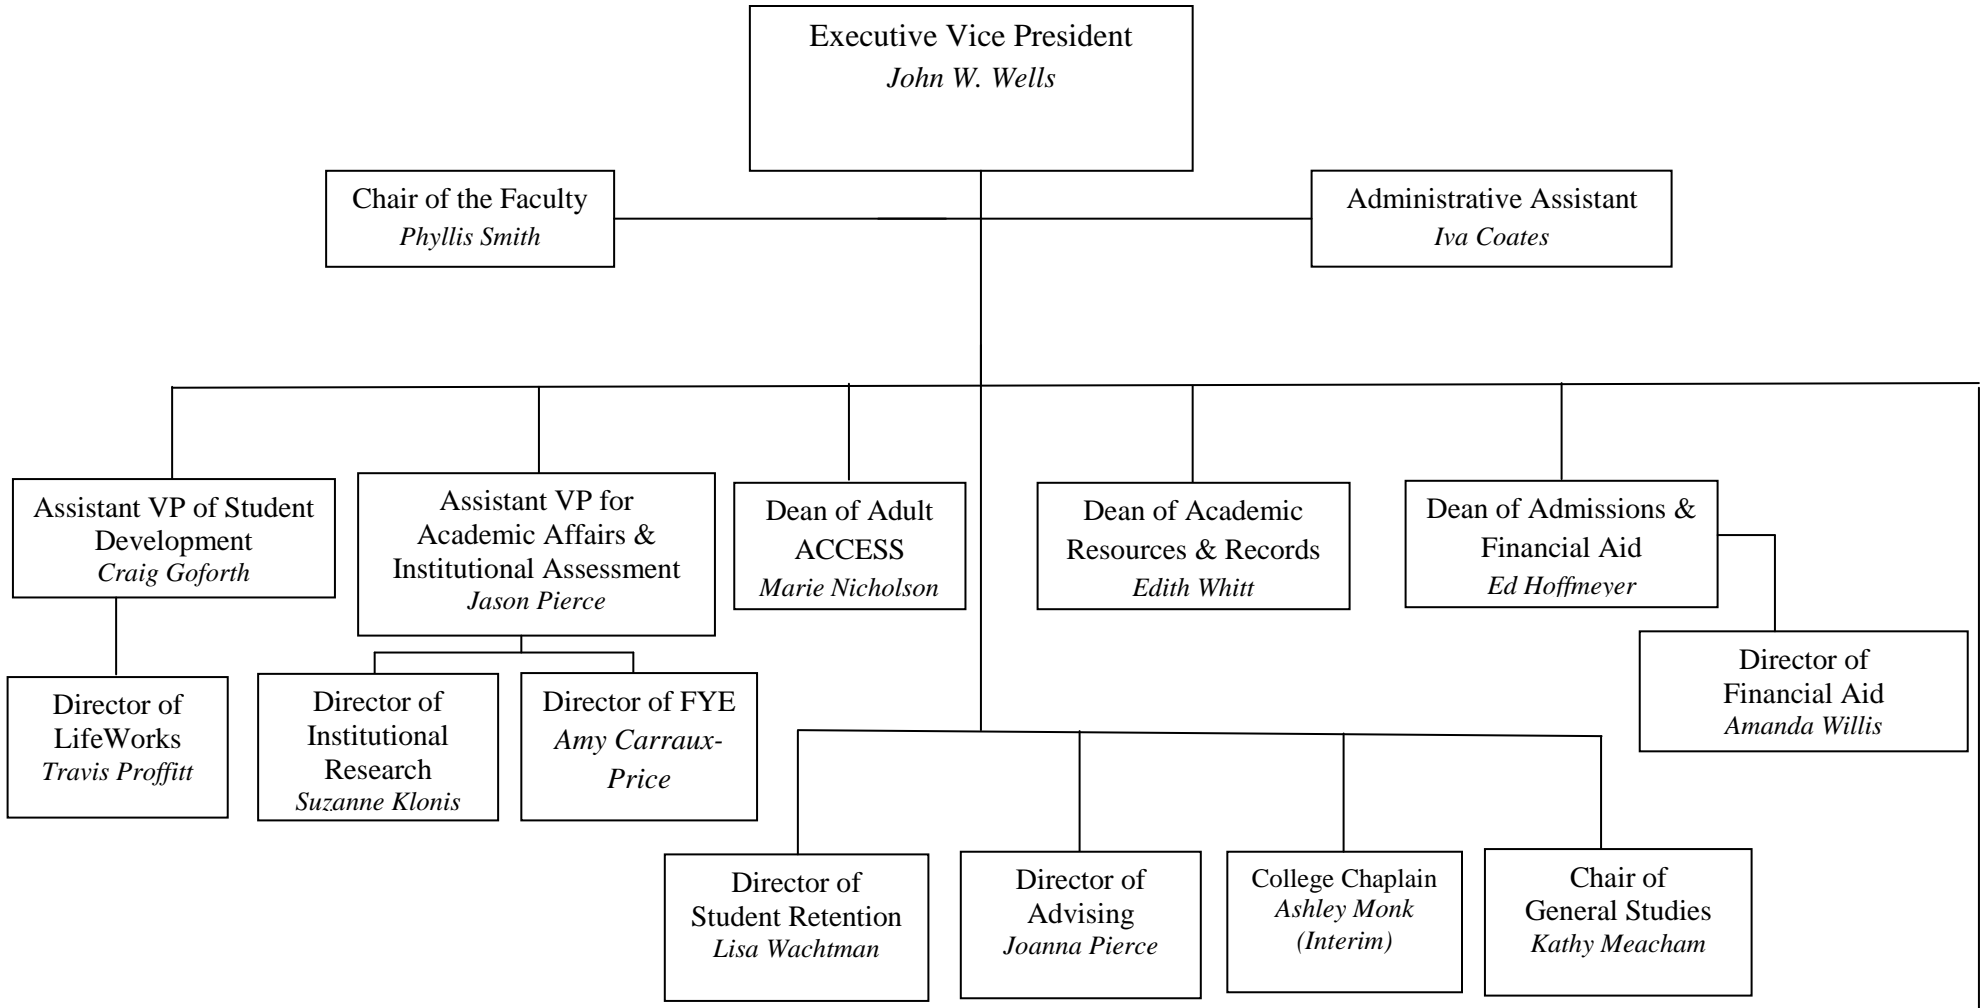 Executive Vice President
John W. Wells
Chair of the Faculty
Phyllis Smith
Administrative Assistant
Iva Coates
Assistant VP of Student
Development
Craig Goforth
Assistant VP for
Academic Affairs &
Institutional Assessment
Jason Pierce
Dean of Adult
ACCESS
Marie Nicholson
Dean of Academic
Resources & Records
Edith Whitt
Dean of Admissions &
Financial Aid
Ed Hoffmeyer
Director of
Financial Aid
Amanda Willis
Director of
LifeWorks
Travis Proffitt
Director of
Institutional
Research
Suzanne Klonis
Director of FYE
Amy Carraux-
Price
Director of
Student Retention
Lisa Wachtman
Director of
Advising
Joanna Pierce
College Chaplain
Ashley Monk
(Interim)
Chair of
General Studies
Kathy Meacham